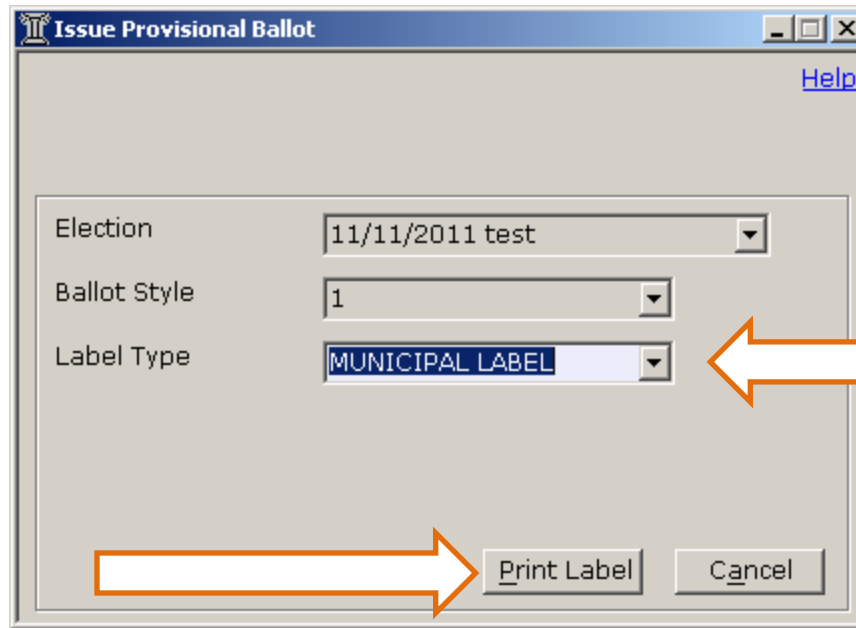 Issue Provisional Ballot
Help
Election 11/11/2011 test
Ballot Style 1
Label Type MUNICIPAL LABEL
Print Label Cancel